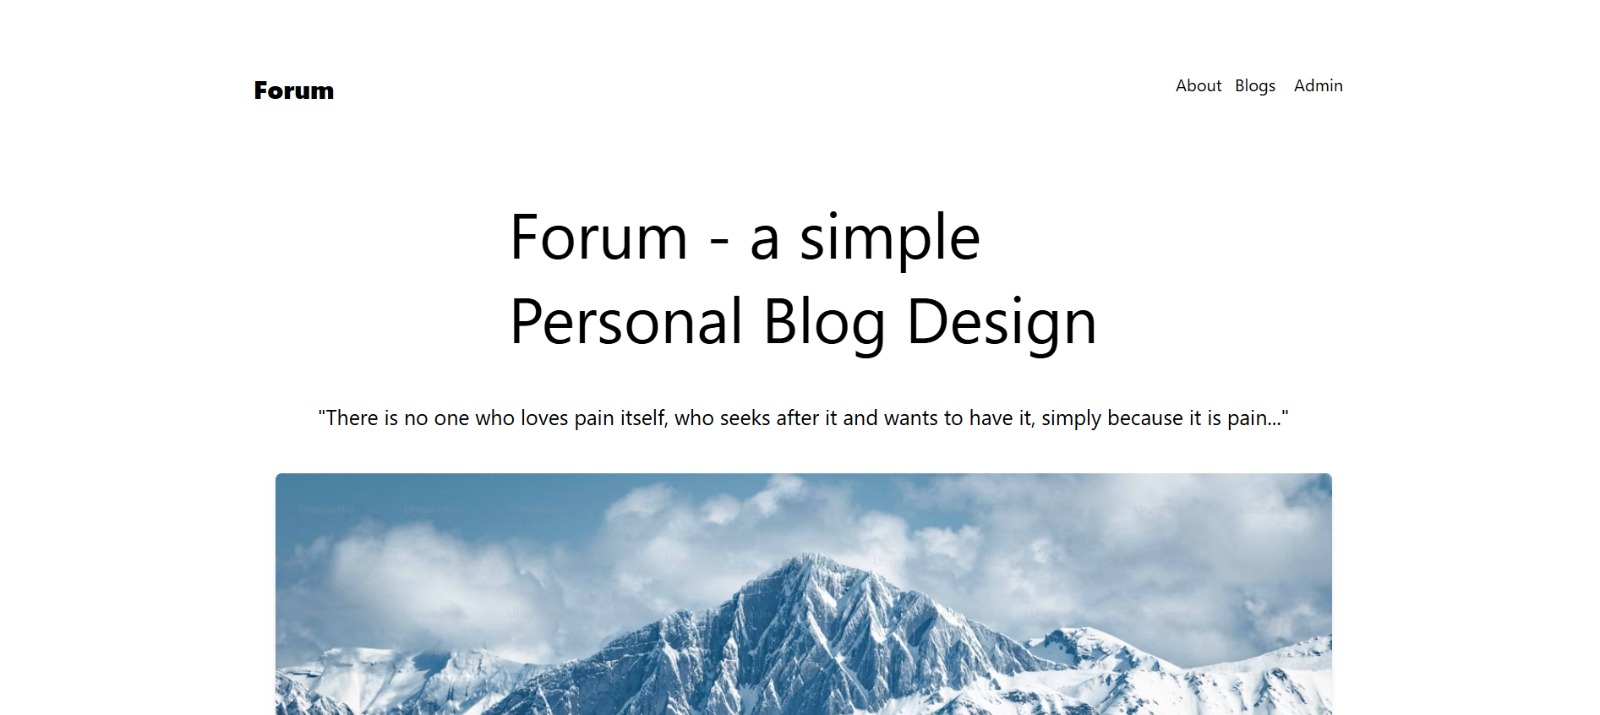 Forum
About Blogs Admin
Forum - a simple
Personal Blog Design
"There is no one who loves pain itself, who seeks after it and wants to have it, simply because it is pain..."